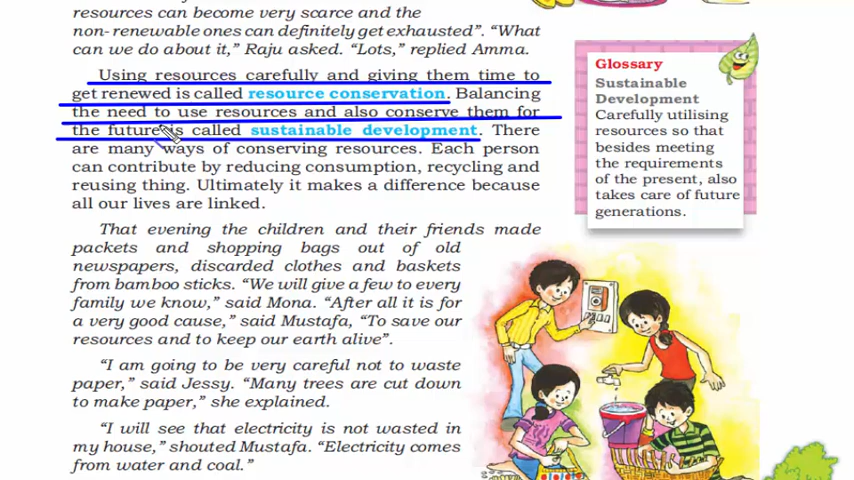 resources can become very scarce and the
non- renewable ones can definitely get exhausted”. “What
can we do about it,” Raju asked. “Lots,” replied Amma.
Using resources carefully and giving them time to
get renewed is called resource conservation. Balancing
the need to use resources and also conserve them for
the future is called sustainable development. There
are many ways of conserving resources. Each person
can contribute by reducing consumption, recycling and
reusing thing. Ultimately it makes a difference because
all our lives are linked.
That evening the children and their friends made
packets and shopping bags out of old
newspapers, discarded clothes and baskets
from bamboo sticks. “We will give a few to every
family we know,” said Mona. “After all it is for
a very good cause,” said Mustafa, “To save our
resources and to keep our earth alive”.
“I am going to be very careful not to waste
paper,” said Jessy. “Many trees are cut down
to make paper,” she explained.
“I will see that electricity is not wasted in
my house,” shouted Mustafa. “Electricity comes
from water and coal.”
Glossary
Sustainable
Development
Carefully utilising
resources so that
besides meeting
the requirements
of the present, also
takes care of future
generations.